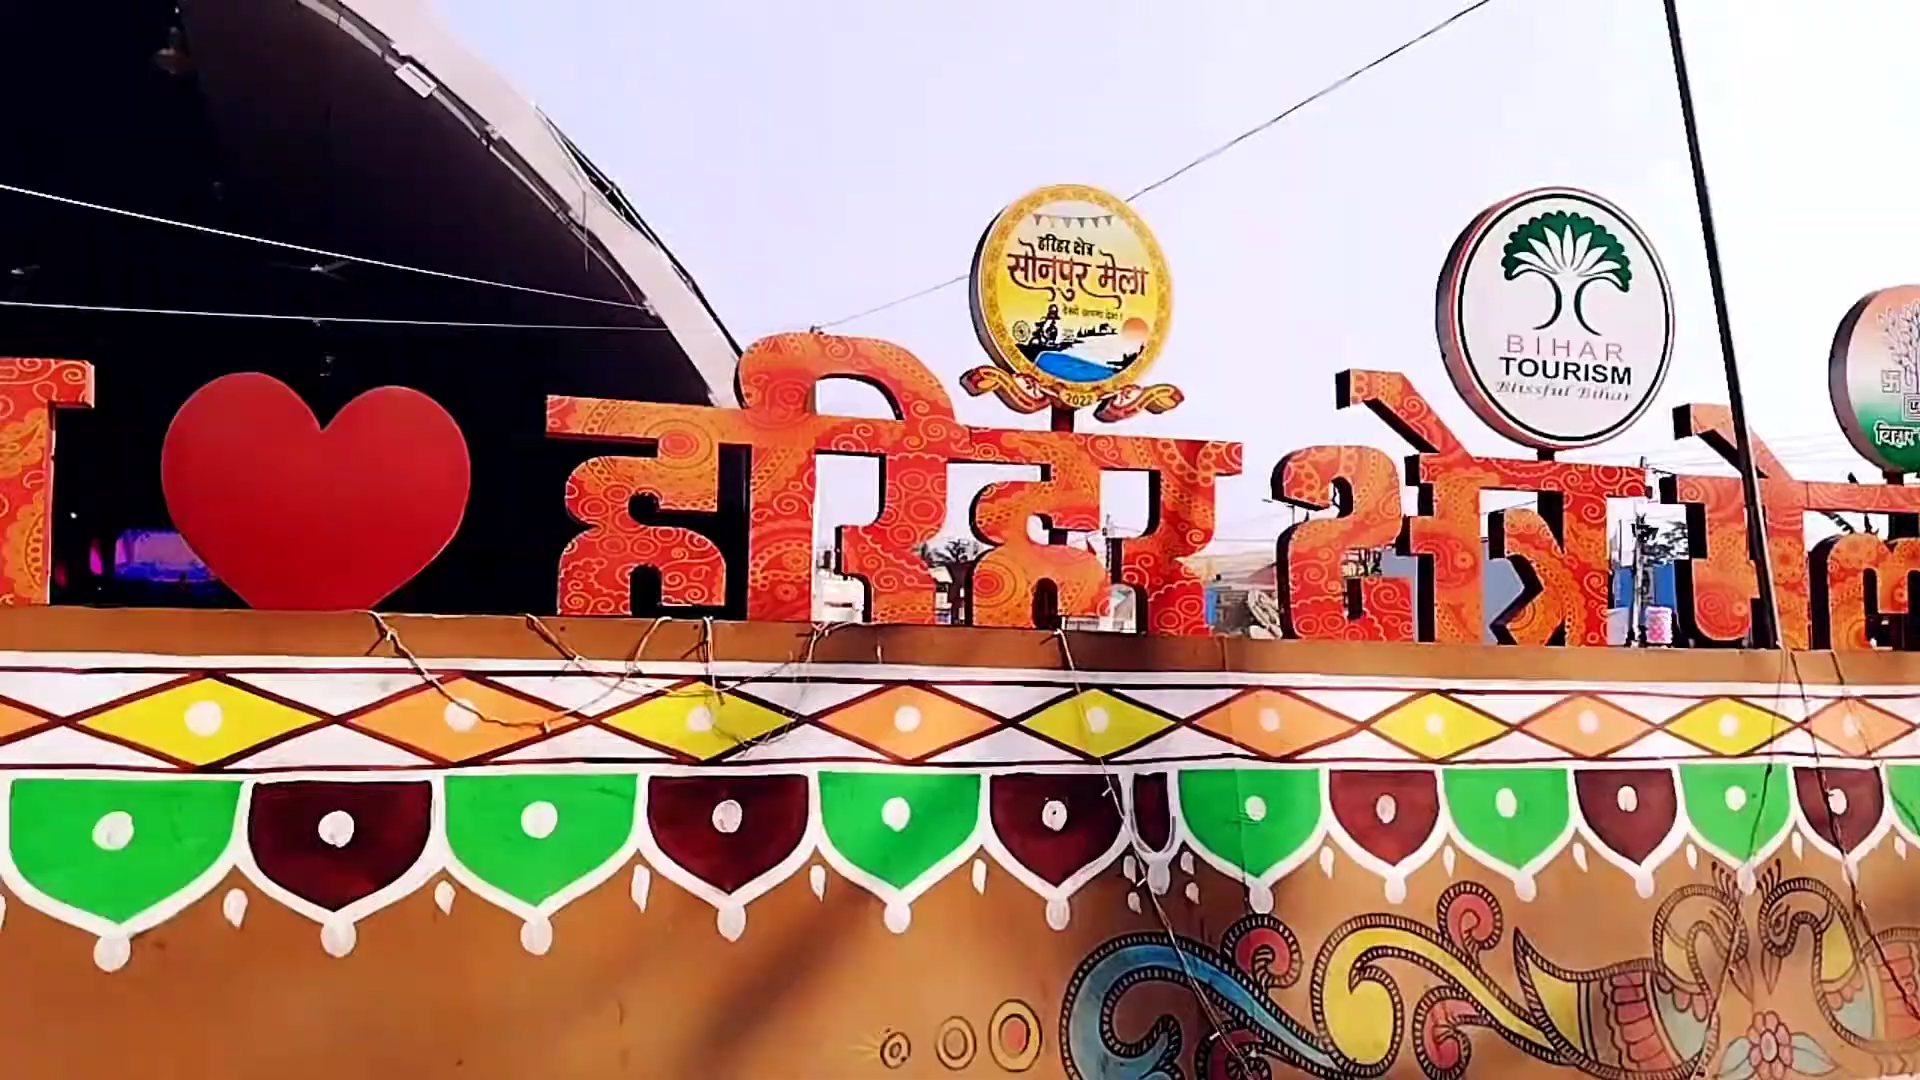 I ❤ हरिहर क्षेत्र मेल
हरिहर क्षेत्र
सोनपुर मेला
2022
BIHAR
TOURISM
Blissful Bihar
बिहार